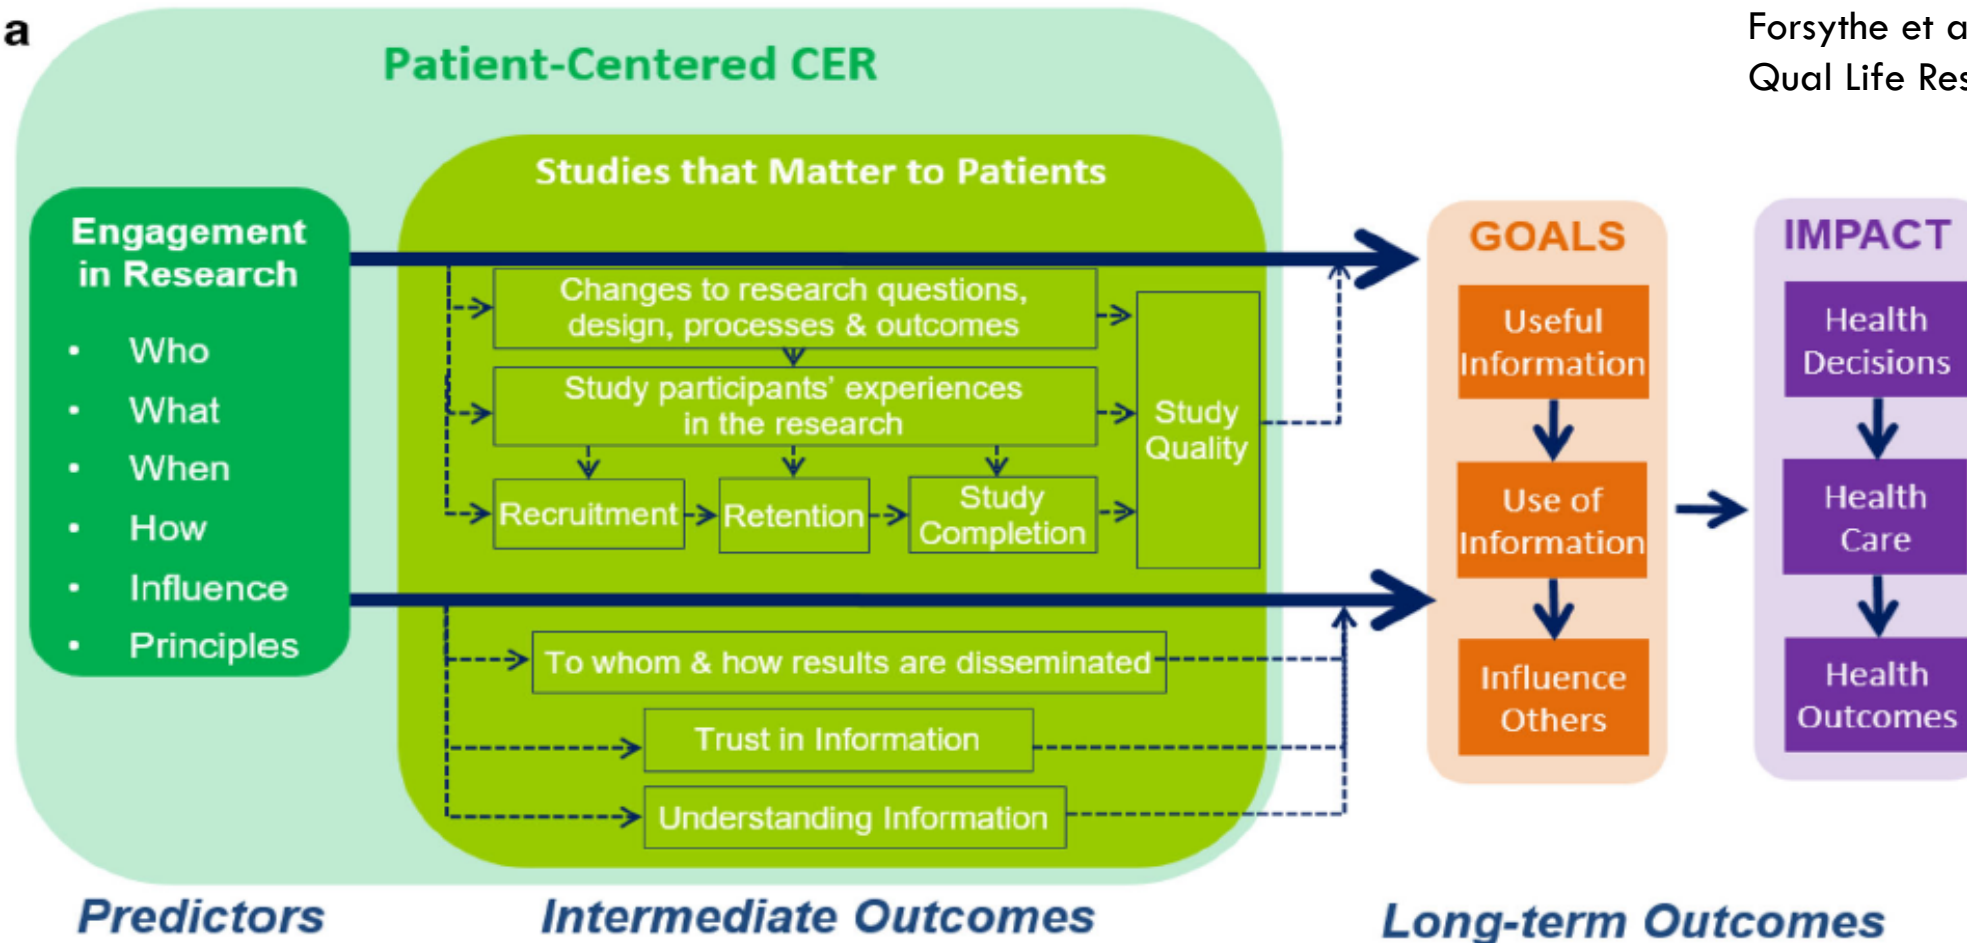 a
Forsythe et a
Qual Life Res
Patient-Centered CER
Studies that Matter to Patients
Engagement
in Research
• Who
• What
• When
• How
• Influence
• Principles
Changes to research questions,
design, processes & outcomes
Study participants’ experiences
in the research
Recruitment
Retention
Study
Completion
Study
Quality
To whom & how results are disseminated
Trust in Information
Understanding Information
GOALS
Useful
Information
Use of
Information
Influence
Others
IMPACT
Health
Decisions
Health
Care
Health
Outcomes
Predictors
Intermediate Outcomes
Long-term Outcomes